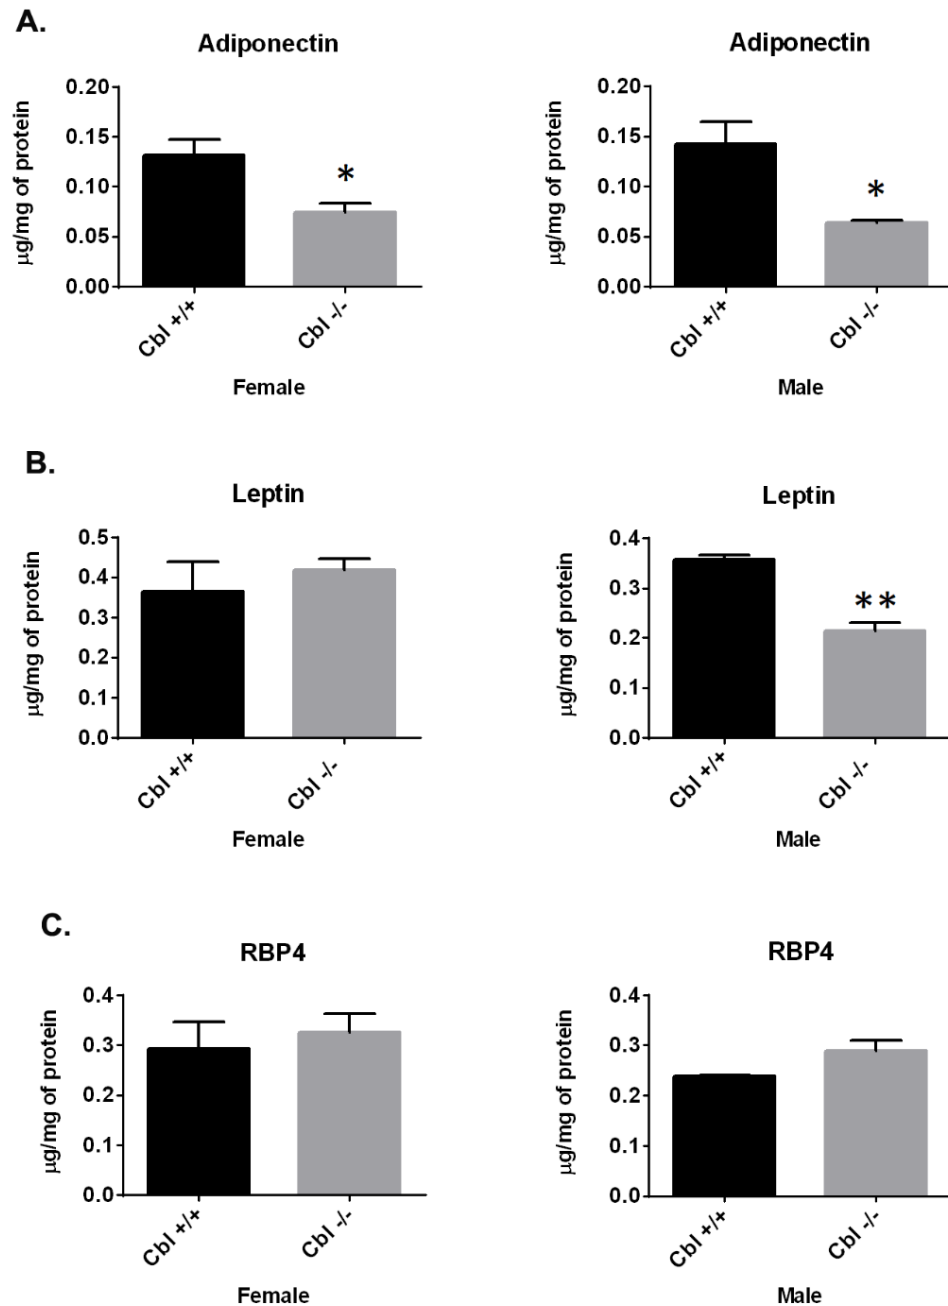 A.
Adiponectin
μg/mg of protein
0.20
0.15
0.10
0.05
0.00
*
Cbl +/+
Cbl -/-
Female
Adiponectin
μg/mg of protein
0.20
0.15
0.10
0.05
0.00
*
Cbl +/+
Cbl -/-
Male
B.
Leptin
μg/mg of protein
0.5
0.4
0.3
0.2
0.1
0.0
Cbl +/+
Cbl -/-
Female
Leptin
μg/mg of protein
0.4
0.3
0.2
0.1
0.0
**
Cbl +/+
Cbl -/-
Male
C.
RBP4
μg/mg of protein
0.4
0.3
0.2
0.1
0.0
Cbl +/+
Cbl -/-
Female
RBP4
μg/mg of protein
0.4
0.3
0.2
0.1
0.0
Cbl +/+
Cbl -/-
Male